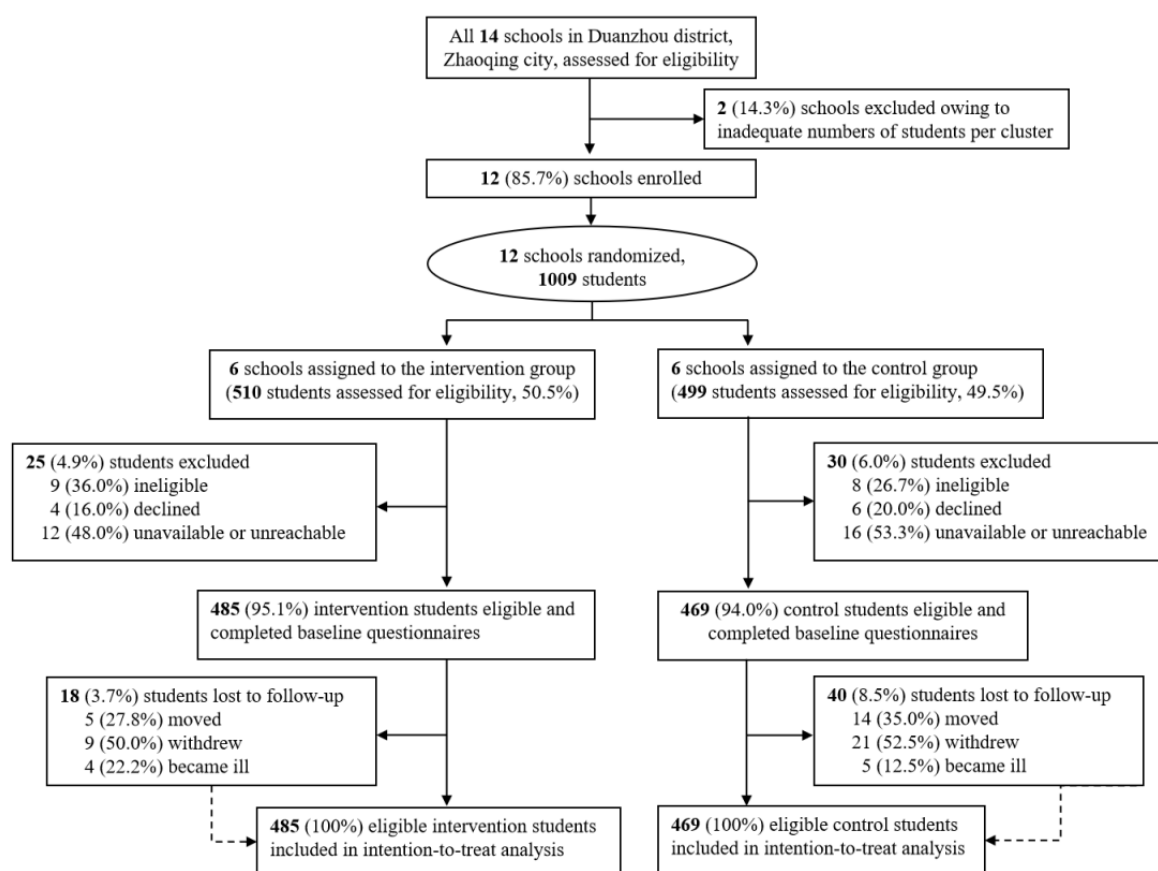 All 14 schools in Duanzhou district,
Zhaoqing city, assessed for eligibility
2 (14.3%) schools excluded owing to
inadequate numbers of students per cluster
12 (85.7%) schools enrolled
12 schools randomized,
1009 students
6 schools assigned to the intervention group
(510 students assessed for eligibility, 50.5%)
6 schools assigned to the control group
(499 students assessed for eligibility, 49.5%)
25 (4.9%) students excluded
9 (36.0%) ineligible
4 (16.0%) declined
12 (48.0%) unavailable or unreachable
30 (6.0%) students excluded
8 (26.7%) ineligible
6 (20.0%) declined
16 (53.3%) unavailable or unreachable
485 (95.1%) intervention students eligible and
completed baseline questionnaires
469 (94.0%) control students eligible and
completed baseline questionnaires
18 (3.7%) students lost to follow-up
5 (27.8%) moved
9 (50.0%) withdrew
4 (22.2%) became ill
40 (8.5%) students lost to follow-up
14 (35.0%) moved
21 (52.5%) withdrew
5 (12.5%) became ill
485 (100%) eligible intervention students
included in intention-to-treat analysis
469 (100%) eligible control students
included in intention-to-treat analysis